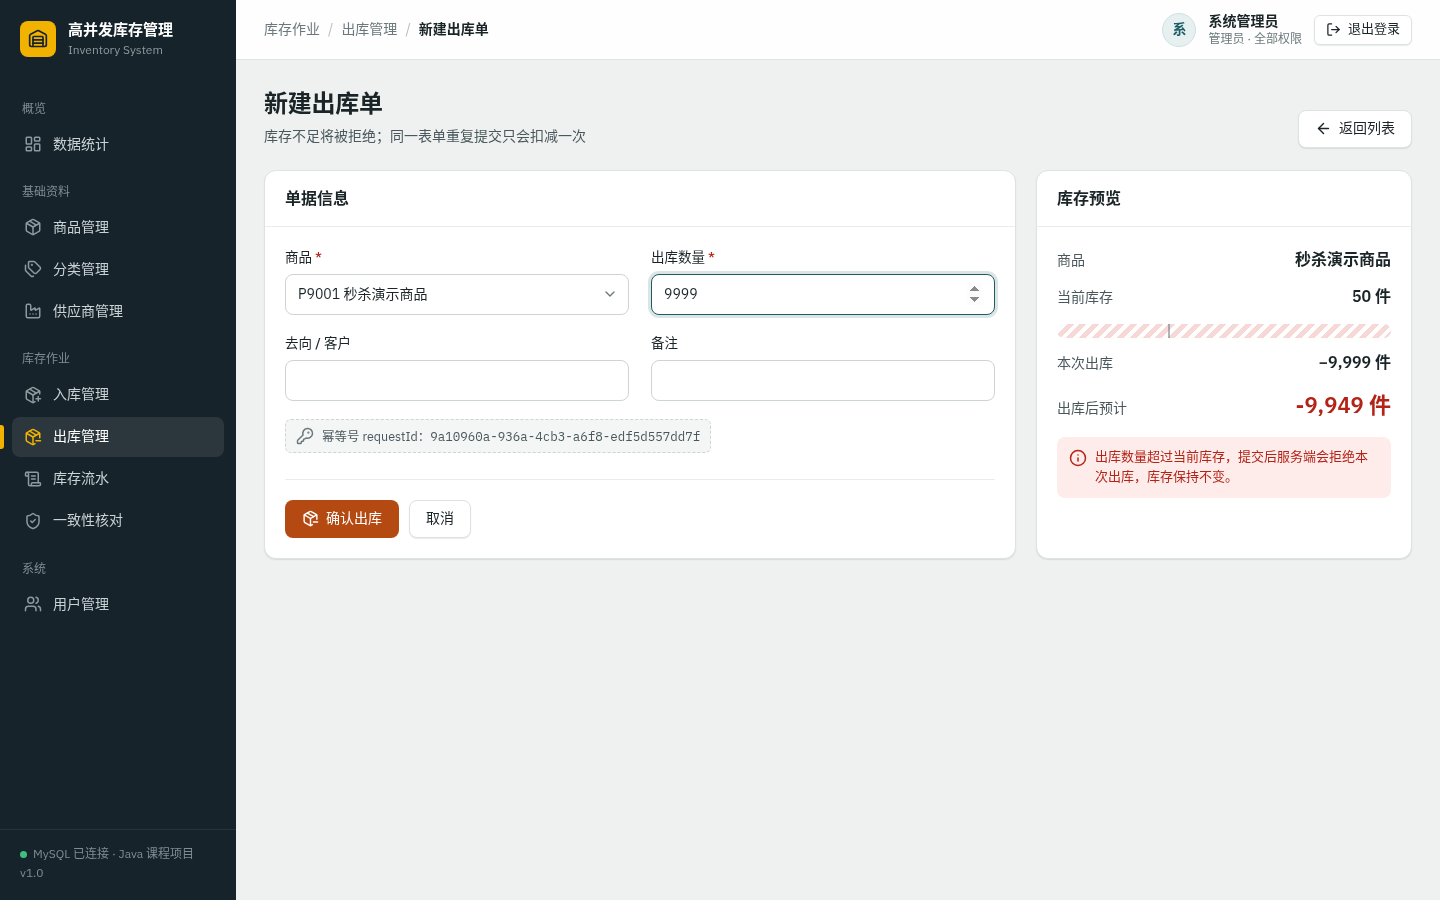 高并发库存管理
Inventory System
概览
数据统计
基础资料
商品管理
分类管理
供应商管理
库存作业
入库管理
出库管理
库存流水
一致性核对
系统
用户管理
MySQL 已连接 · Java 课程项目
v1.0
库存作业 / 出库管理 / 新建出库单
系
系统管理员
管理员 · 全部权限
退出登录
新建出库单
库存不足将被拒绝；同一表单重复提交只会扣减一次
返回列表
单据信息
商品 *
P9001 秒杀演示商品
出库数量 *
9999
去向 / 客户
备注
幂等号 requestId：9a10960a-936a-4cb3-a6f8-edf5d557dd7f
确认出库
取消
库存预览
商品 秒杀演示商品
当前库存 50 件
本次出库 −9,999 件
出库后预计 -9,949 件
出库数量超过当前库存，提交后服务端会拒绝本
次出库，库存保持不变。